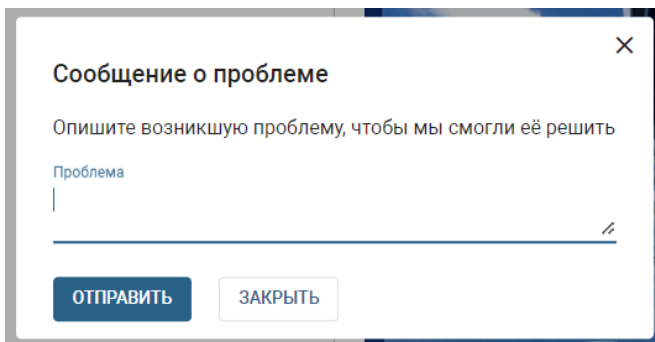 Сообщение о проблеме
Опишите возникшую проблему, чтобы мы смогли её решить
Проблема
ОТПРАВИТЬ
ЗАКРЫТЬ